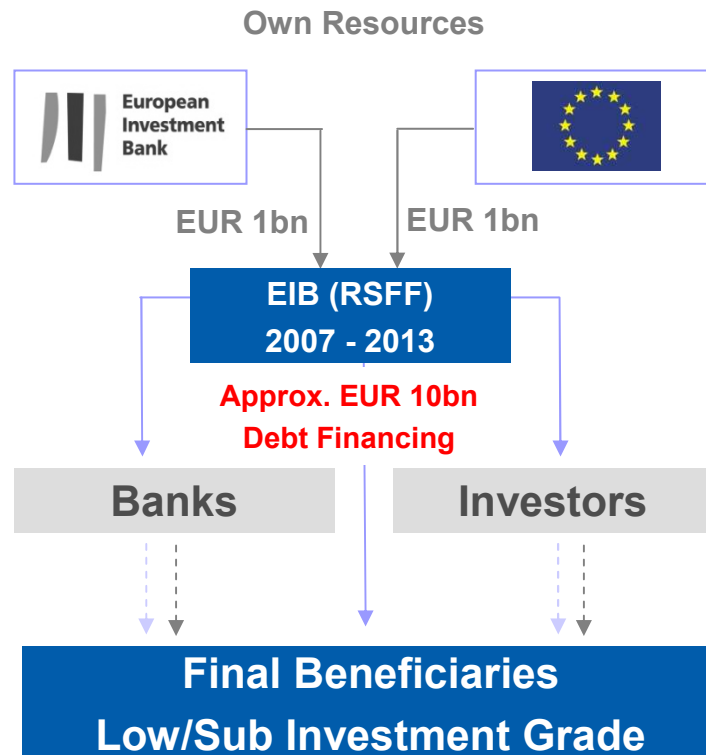 Own Resources
European
Investment
Bank
EUR 1bn
EUR 1bn
EIB (RSFF)
2007 - 2013
Approx. EUR 10bn
Debt Financing
Banks
Investors
Final Beneficiaries
Low/Sub Investment Grade